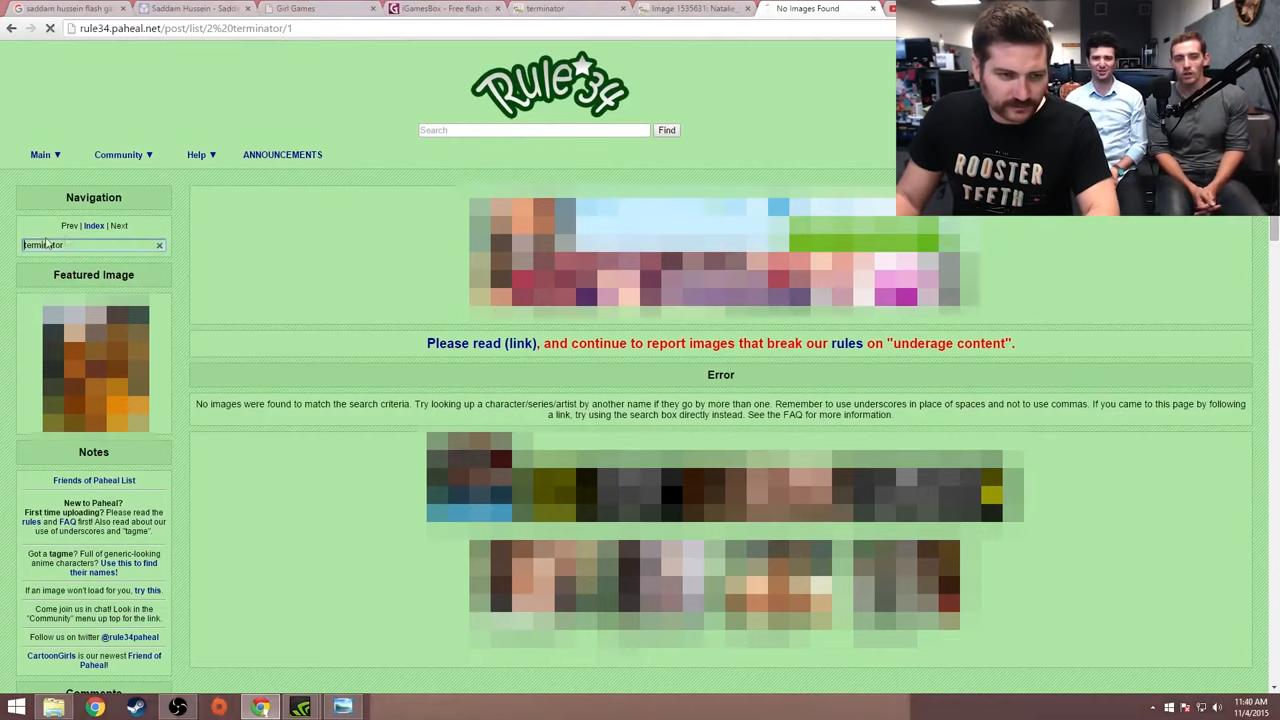 saddam hussein flash ga
Saddam Hussein - Sadd
Girl Games
iGamesBox - Free flash
terminator
Image 1535631: Natalie_
No Images Found
rule34.paheal.net/post/list/2%20terminator/1
Rule34
Search
Find
Main ▼
Community ▼
Help ▼
ANNOUNCEMENTS
Navigation
Prev | Index | Next
terminator
Featured Image
Notes
Friends of Paheal List
New to Paheal?
First time uploading? Please read the
rules and FAQ first! Also read about our
use of underscores and "tagme".
Got a tagme? Full of generic-looking
anime characters? Use this to find
their names!
If an image won't load for you, try this.
Come join us in chat! Look in the
"Community" menu up top for the link.
Follow us on twitter @rule34paheal
CartoonGirls is our newest Friend of
Paheal!
Comments
Please read (link), and continue to report images that break our rules on "underage content".
Error
No images were found to match the search criteria. Try looking up a character/series/artist by another name if they go by more than one. Remember to use underscores in place of spaces and not to use commas. If you came to this page by following
a link, try using the search box directly instead. See the FAQ for more information.
ROOSTER
TEETH
11:40 AM
11/4/2015